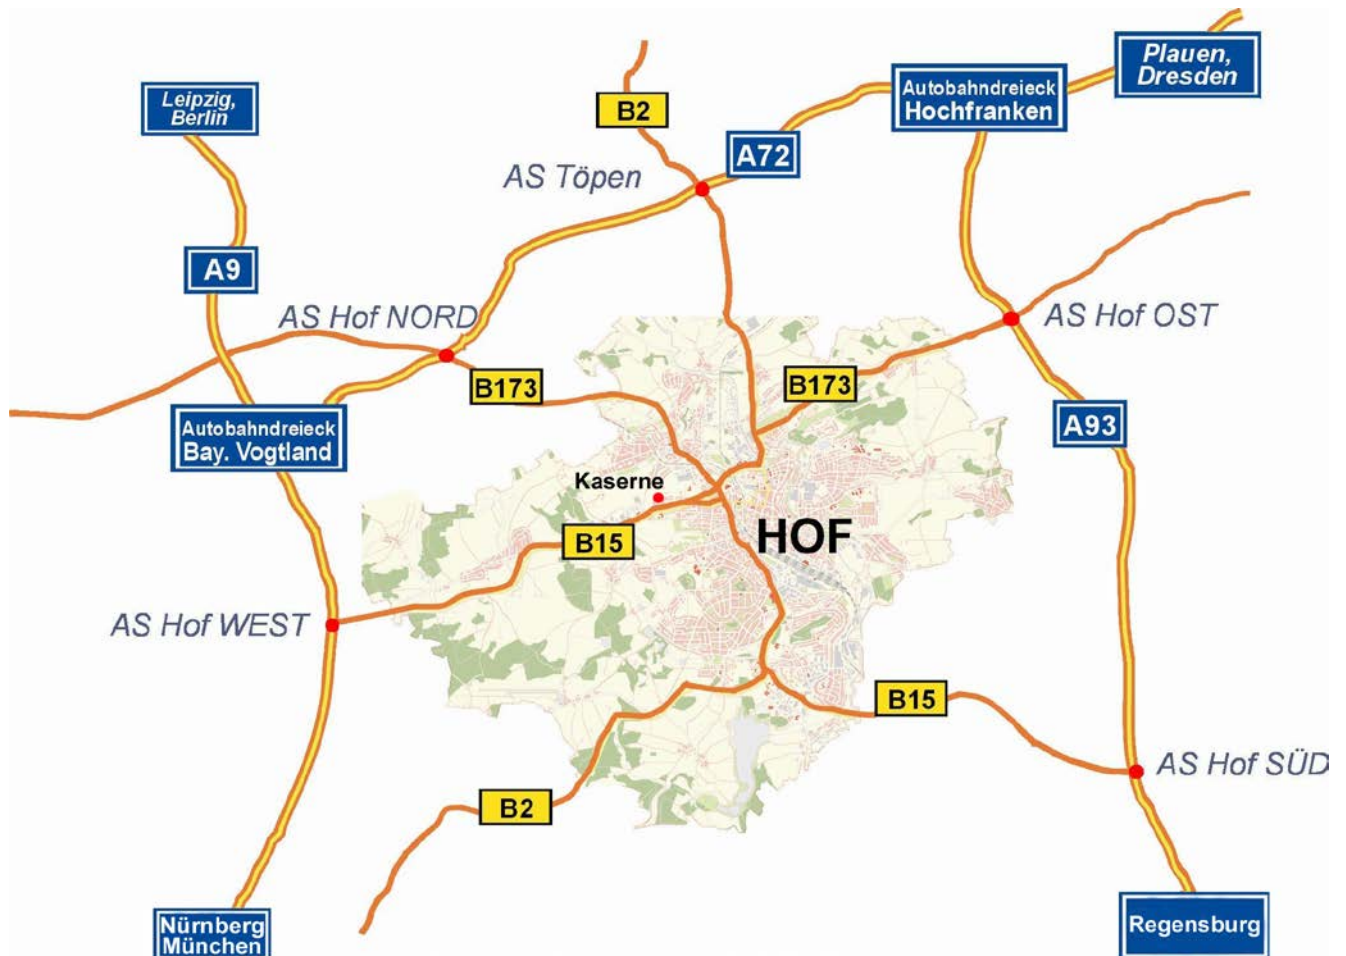 Plauen,
Dresden
Autobahndreieck
Hochfranken
Leipzig,
Berlin
B2
A72
AS Töpen
A9
AS Hof NORD
AS Hof OST
B173
B173
A93
Autobahndreieck
Bay. Vogtland
Kaserne
HOF
B15
AS Hof WEST
B15
AS Hof SÜD
B2
Nürnberg
München
Regensburg